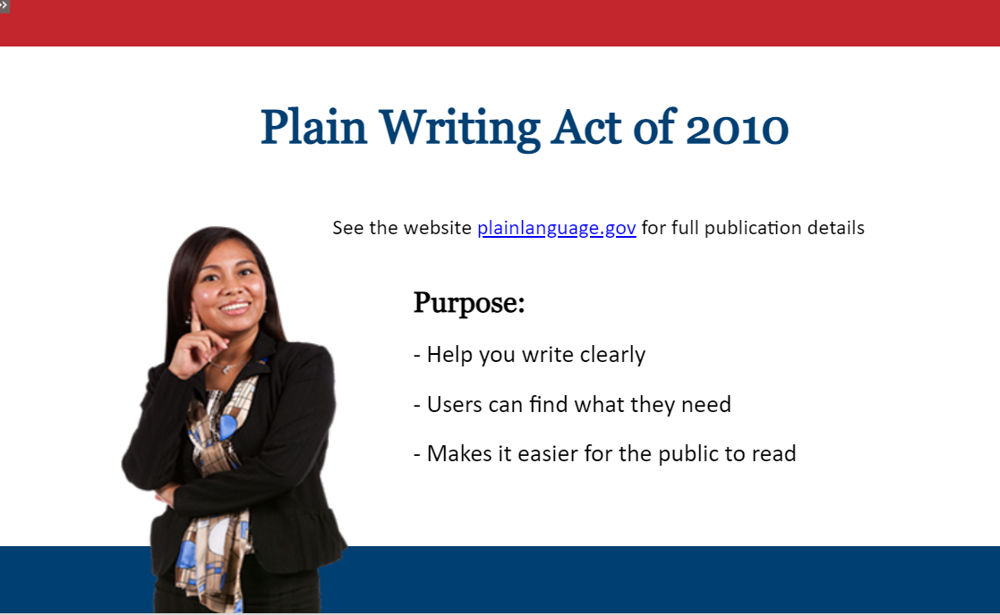 Plain Writing Act of 2010
See the website plainlanguage.gov for full publication details
Purpose:
- Help you write clearly
- Users can find what they need
- Makes it easier for the public to read